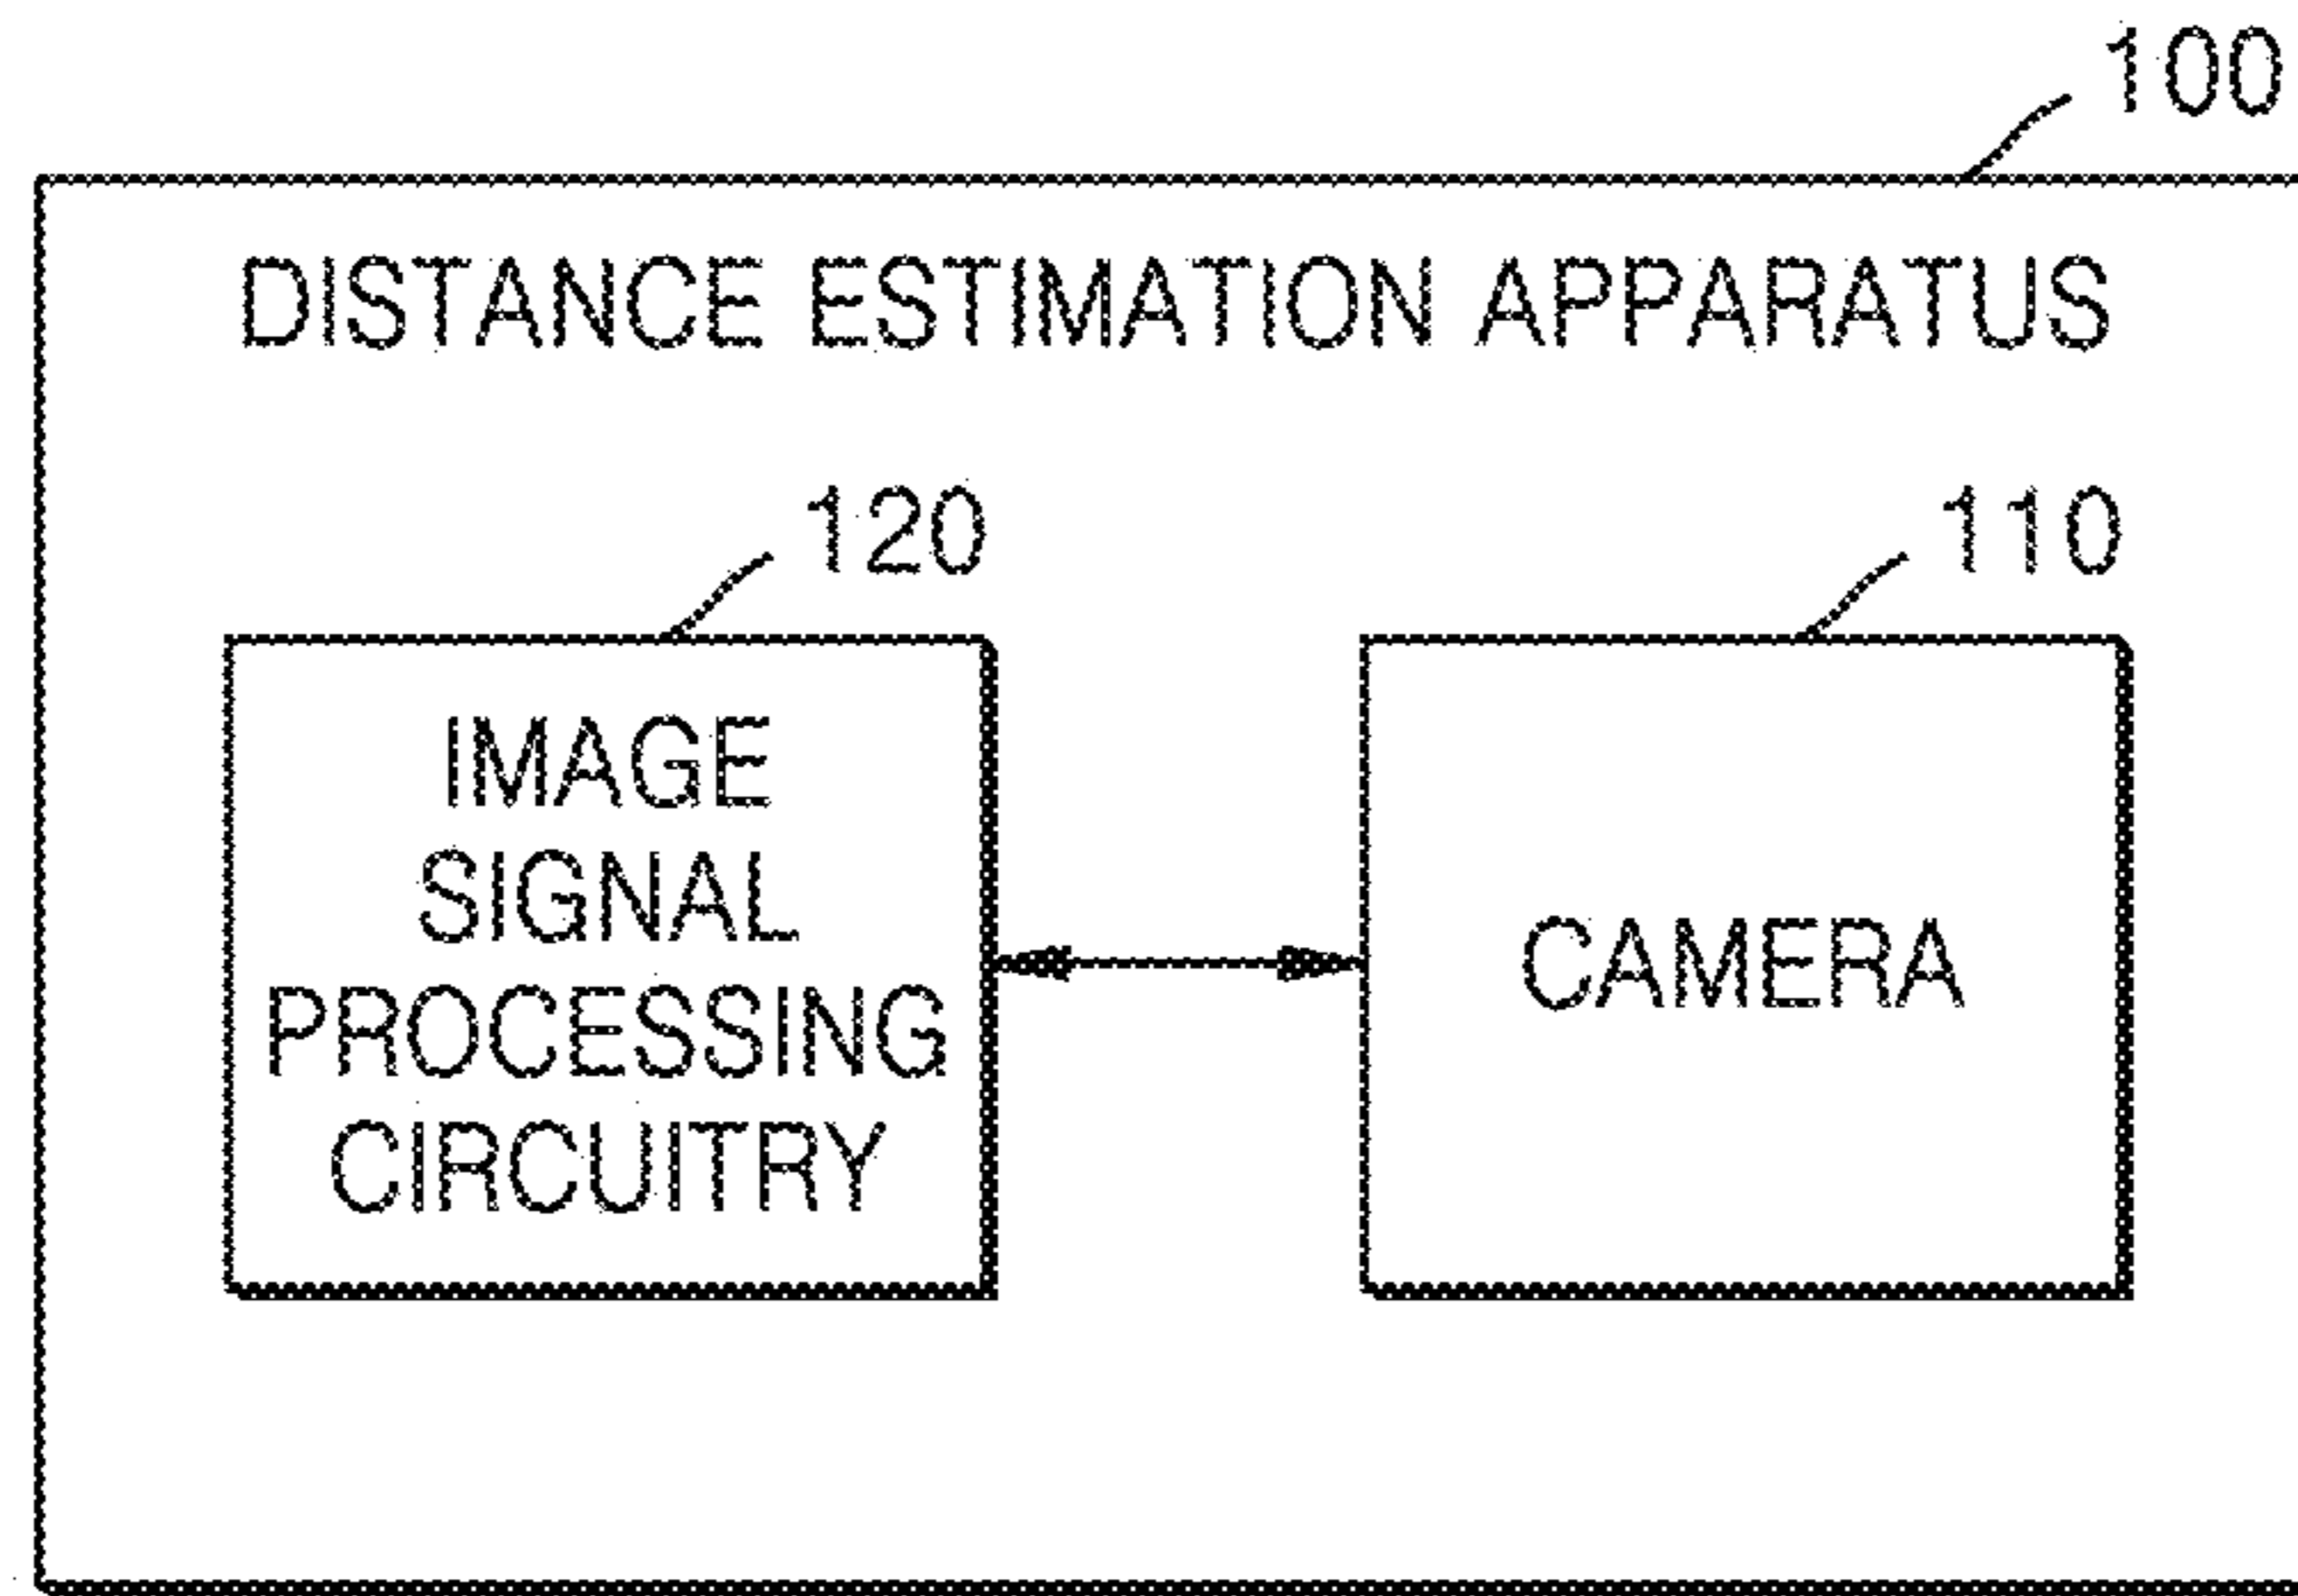 100
DISTANCE ESTIMATION APPARATUS
120
110
IMAGE
SIGNAL
PROCESSING
CIRCUITRY
CAMERA